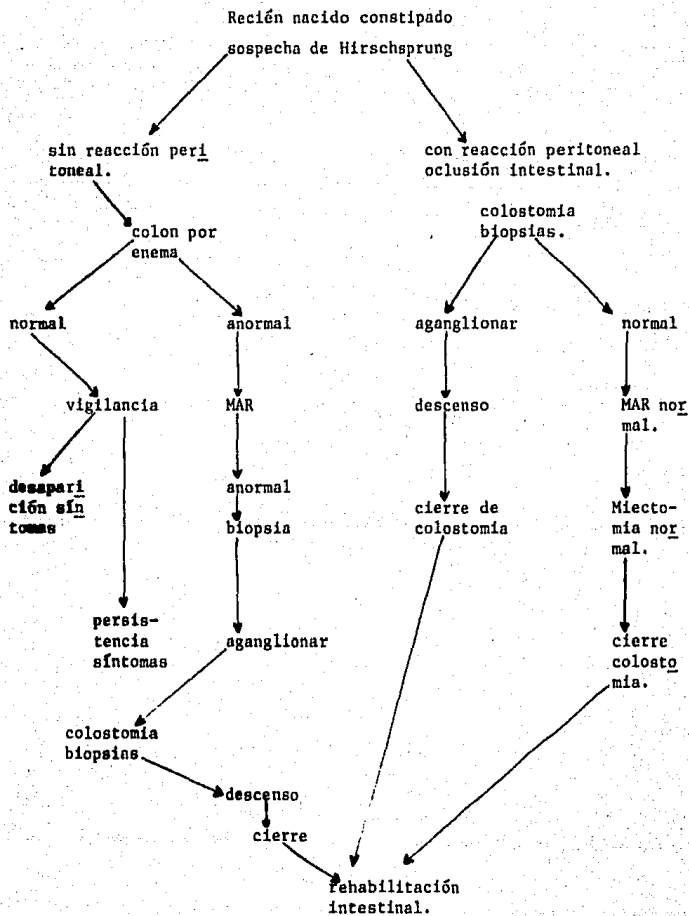 Recién nacido constipado
sospecha de Hirschsprung
sin reacción peri
toneal.
con reacción peritoneal
oclusión intestinal.
colostomia
biopsias.
colon por
enema
normal
anormal
aganglionar
normal
vigilancia
MAR
descenso
MAR nor
mal.
desapari
ción sín
tomas
anormal
biopsia
cierre de
colostomia
Miecto-
mia nor
mal.
persis-
tencia
síntomas
aganglionar
cierre
colosto
mia.
colostomia
biopsias
descenso
cierre
rehabilitación
intestinal.